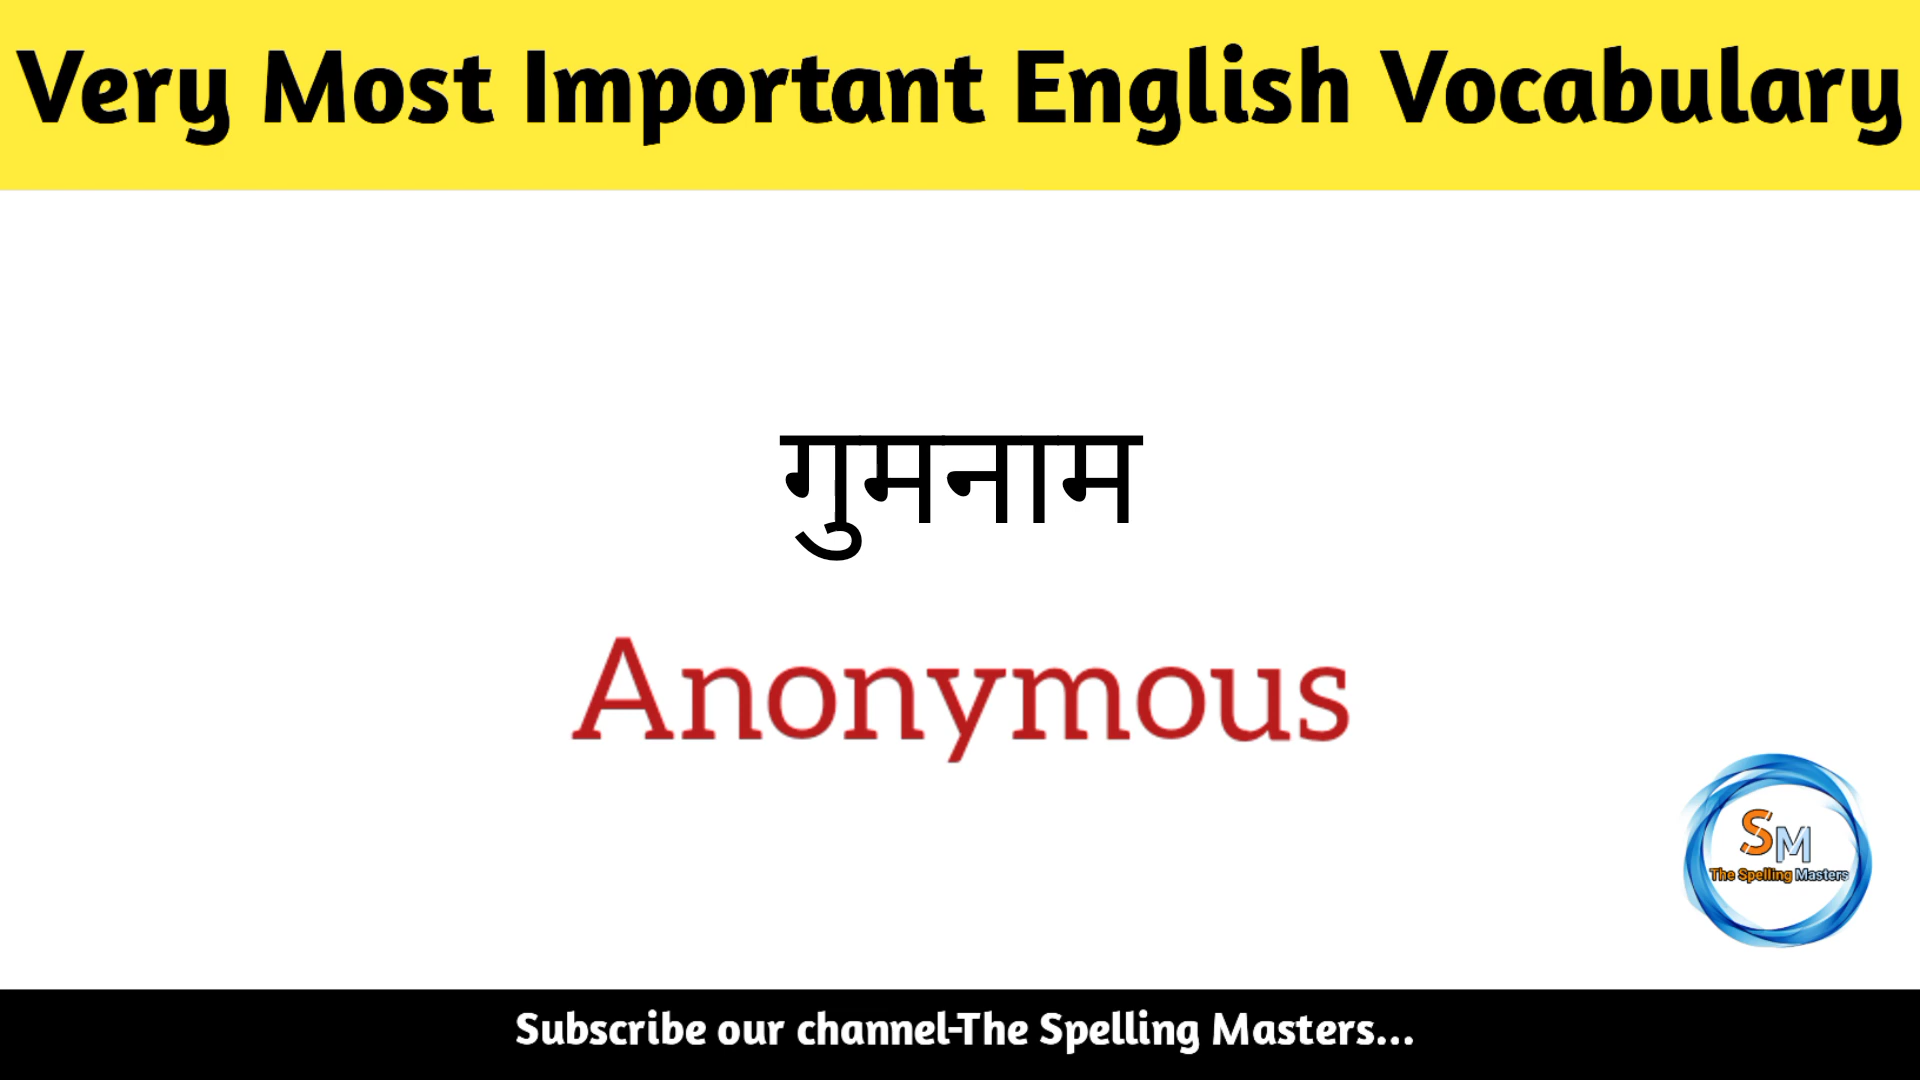 Very Most Important English Vocabulary
गुमनाम
Anonymous
SM
The Spelling Masters
Subscribe our channel-The Spelling Masters...